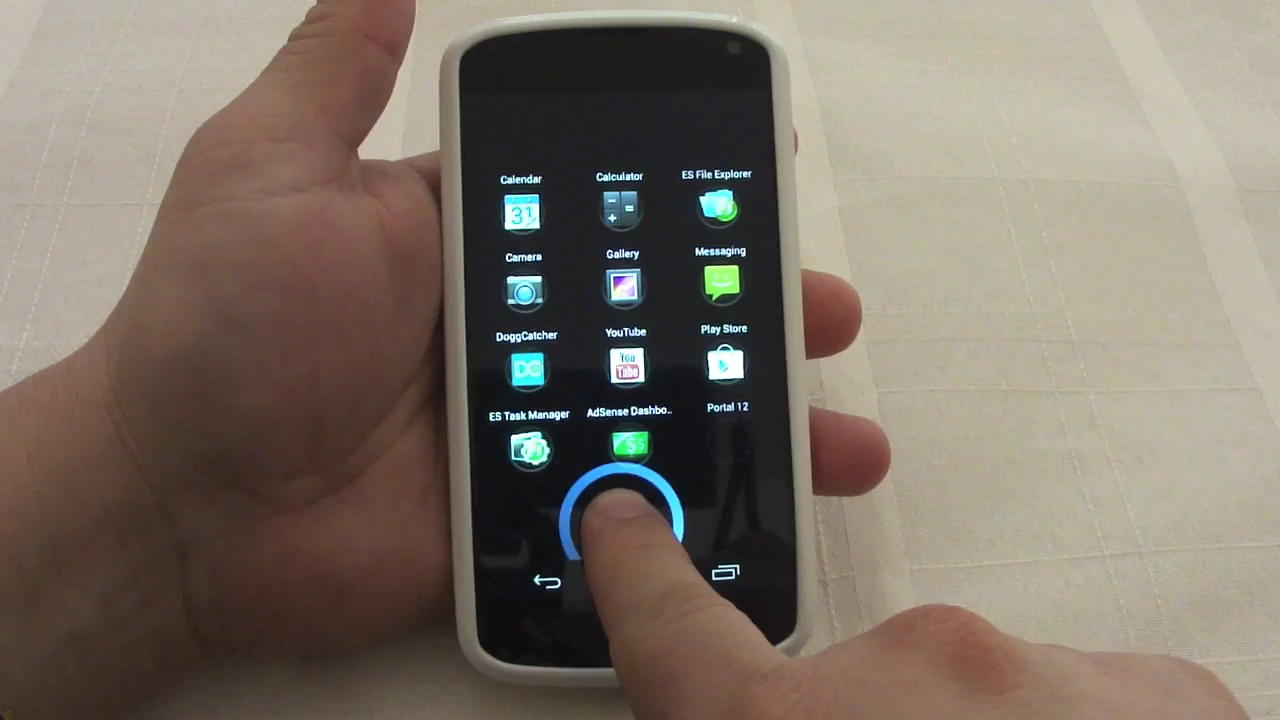 Calendar Calculator ES File Explorer
31
Camera Gallery Messaging
DoggCatcher YouTube Play Store
DC You Tube
ES Task Manager AdSense Dashbo.. Portal 12